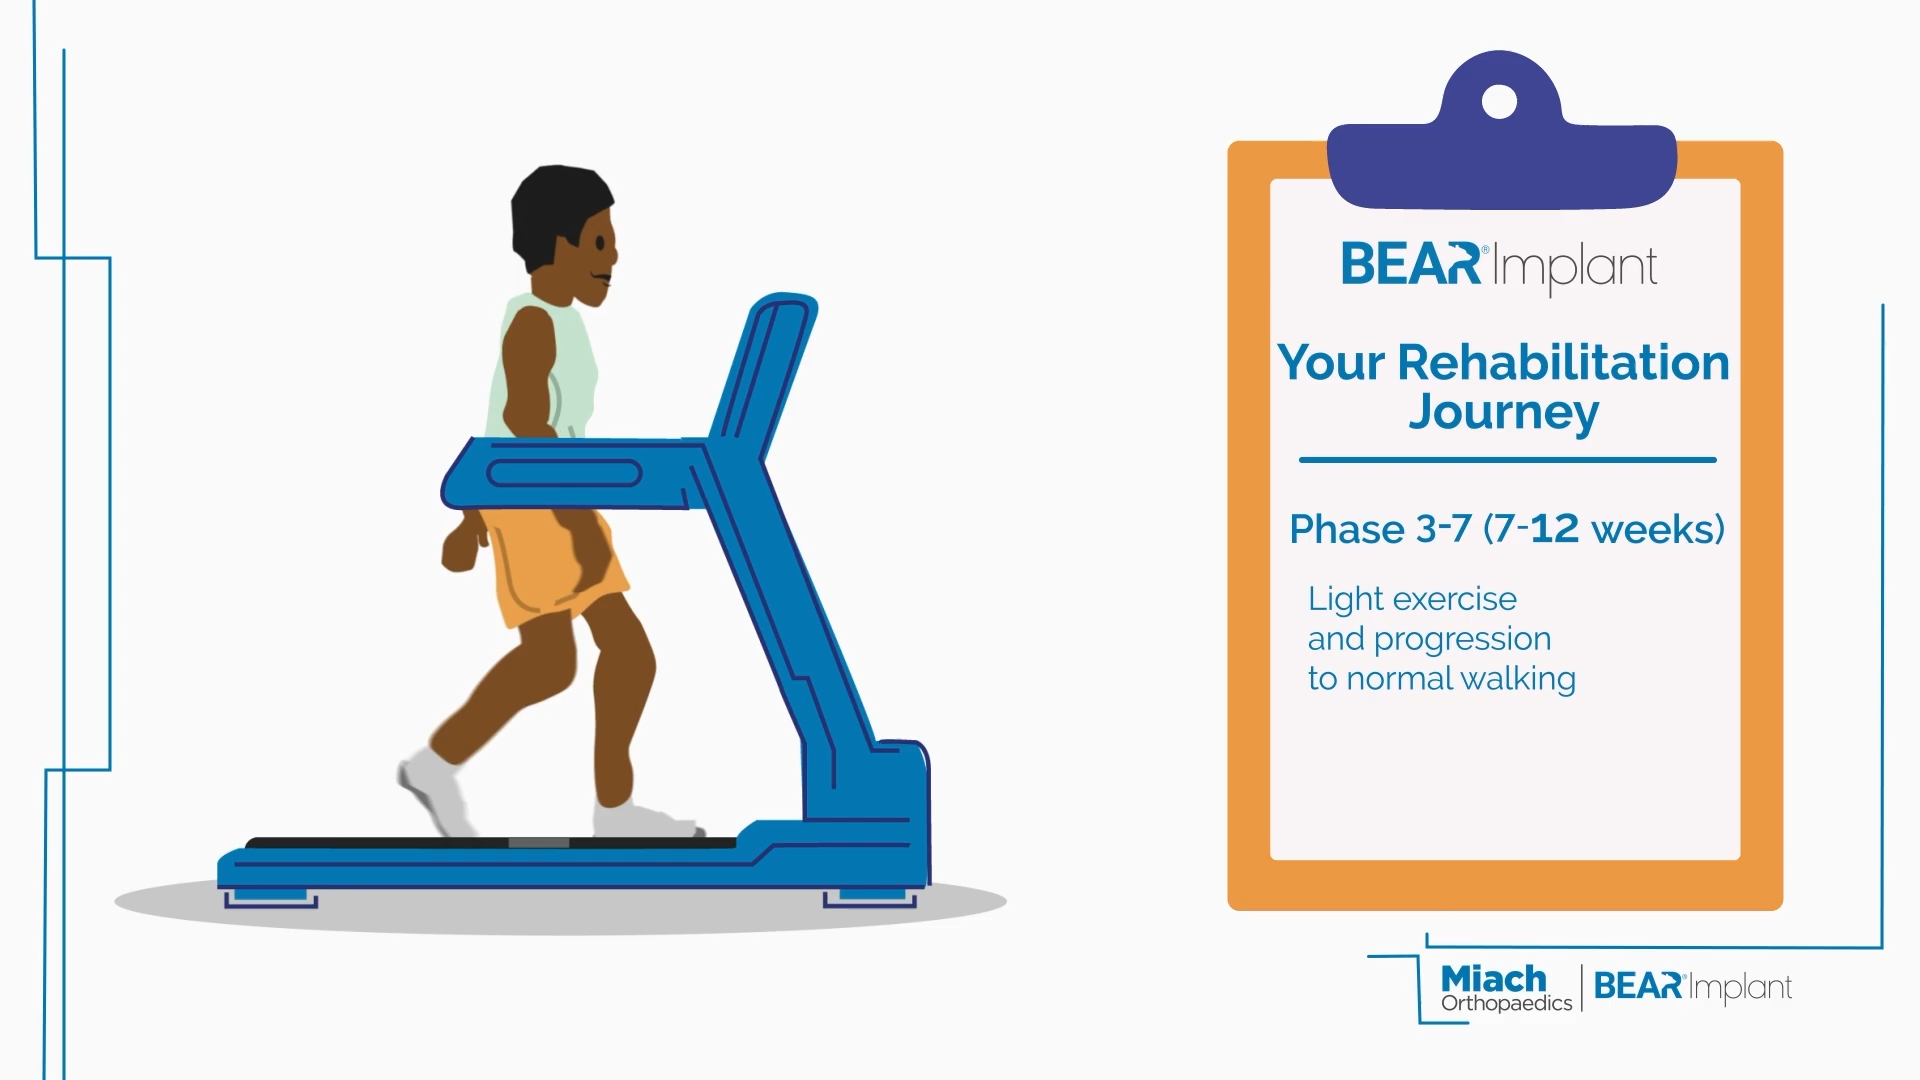 BEAR® Implant
Your Rehabilitation
Journey
Phase 3-7 (7-12 weeks)
Light exercise
and progression
to normal walking
Miach
Orthopaedics
BEAR® Implant